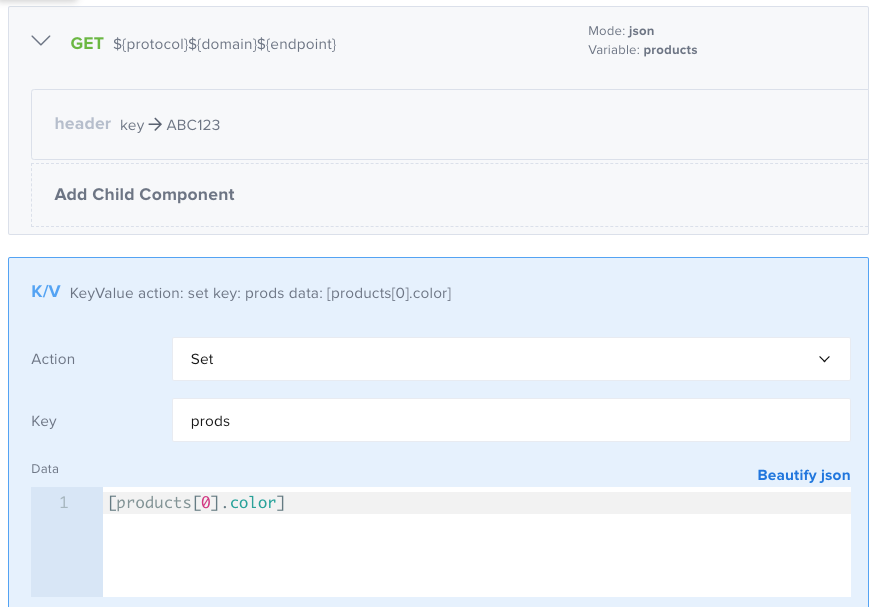 GET ${protocol}${domain}${endpoint}
Mode: json
Variable: products
header key → ABC123
Add Child Component
K/V KeyValue action: set key: prods data: [products[0].color]
Action Set
Key prods
Data
Beautify json
1 [products[0].color]